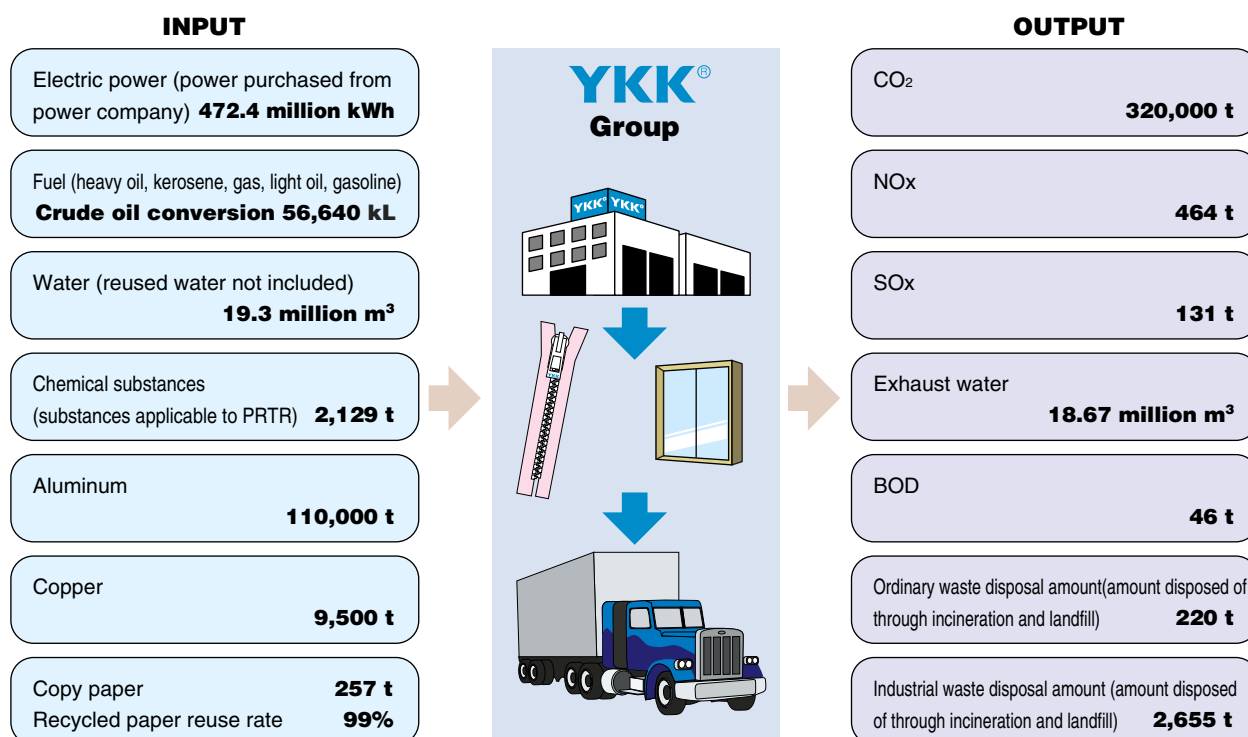 INPUT
Electric power (power purchased from
power company) 472.4 million kWh
Fuel (heavy oil, kerosene, gas, light oil, gasoline)
Crude oil conversion 56,640 kL
Water (reused water not included)
19.3 million m³
Chemical substances
(substances applicable to PRTR) 2,129 t
Aluminum
110,000 t
Copper
9,500 t
Copy paper 257 t
Recycled paper reuse rate 99%
YKK®
Group
YKK® YKK®
YKK
OUTPUT
CO₂
320,000 t
NOx
464 t
SOx
131 t
Exhaust water
18.67 million m³
BOD
46 t
Ordinary waste disposal amount(amount disposed of
through incineration and landfill) 220 t
Industrial waste disposal amount (amount disposed
of through incineration and landfill) 2,655 t